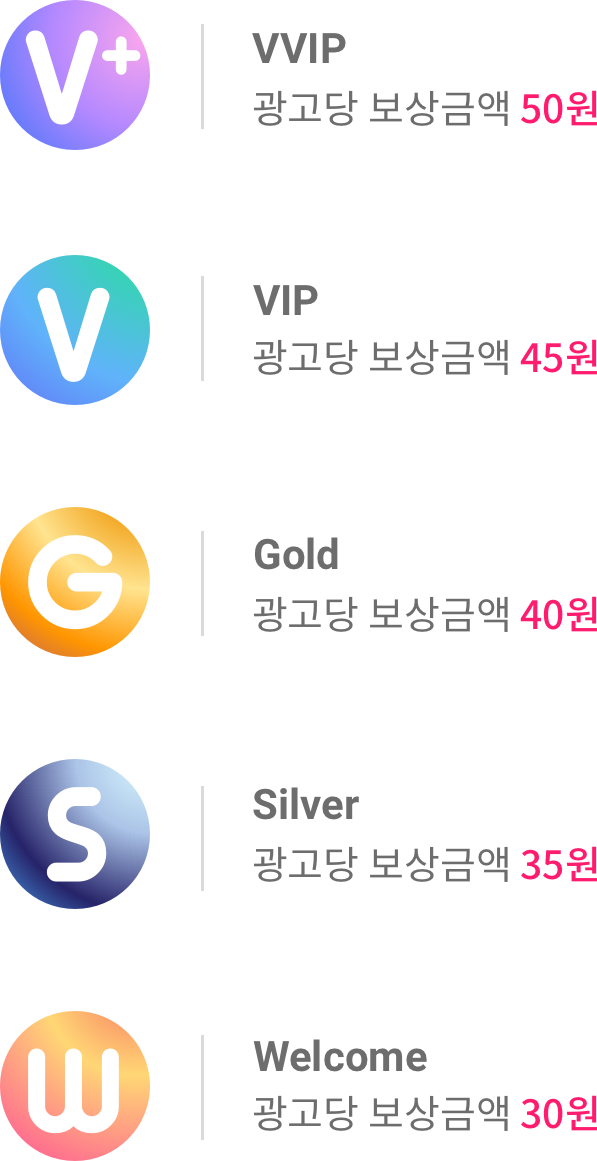 V+
VVIP
광고당 보상금액 50원
V
VIP
광고당 보상금액 45원
G
Gold
광고당 보상금액 40원
S
Silver
광고당 보상금액 35원
W
Welcome
광고당 보상금액 30원